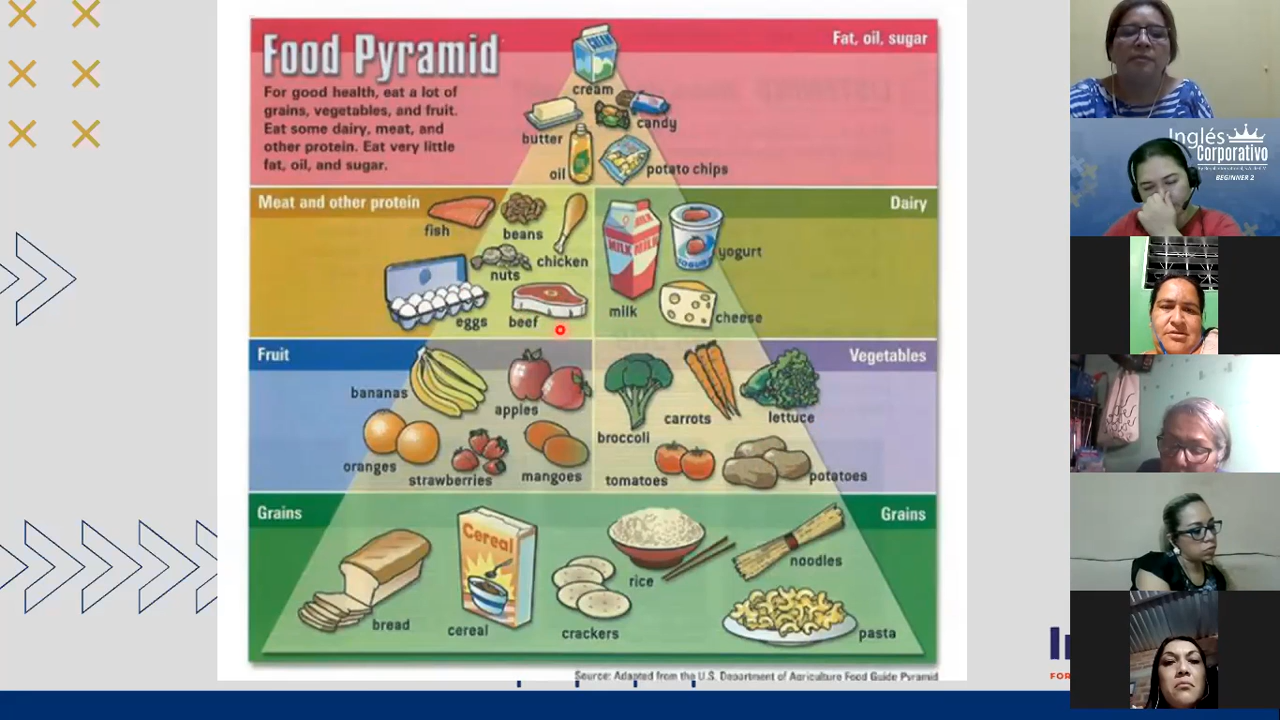 Food Pyramid
For good health, eat a lot of
grains, vegetables, and fruit.
Eat some dairy, meat, and
other protein. Eat very little
fat, oil, and sugar.
Fat, oil, sugar
CREAM
cream
butter
candy
oil
potato chips
Meat and other protein
fish
beans
chicken
nuts
eggs
beef
Dairy
MILK
MILK MILK
milk
yogurt
cheese
Fruit
bananas
apples
oranges
strawberries
mangoes
Vegetables
broccoli
carrots
lettuce
tomatoes
potatoes
Grains
Grains
bread
Cereal
cereal
crackers
rice
noodles
pasta
Source: Adapted from the U.S. Department of Agriculture Food Guide Pyramid
Inglés
Corporativo
BEGINNER 2